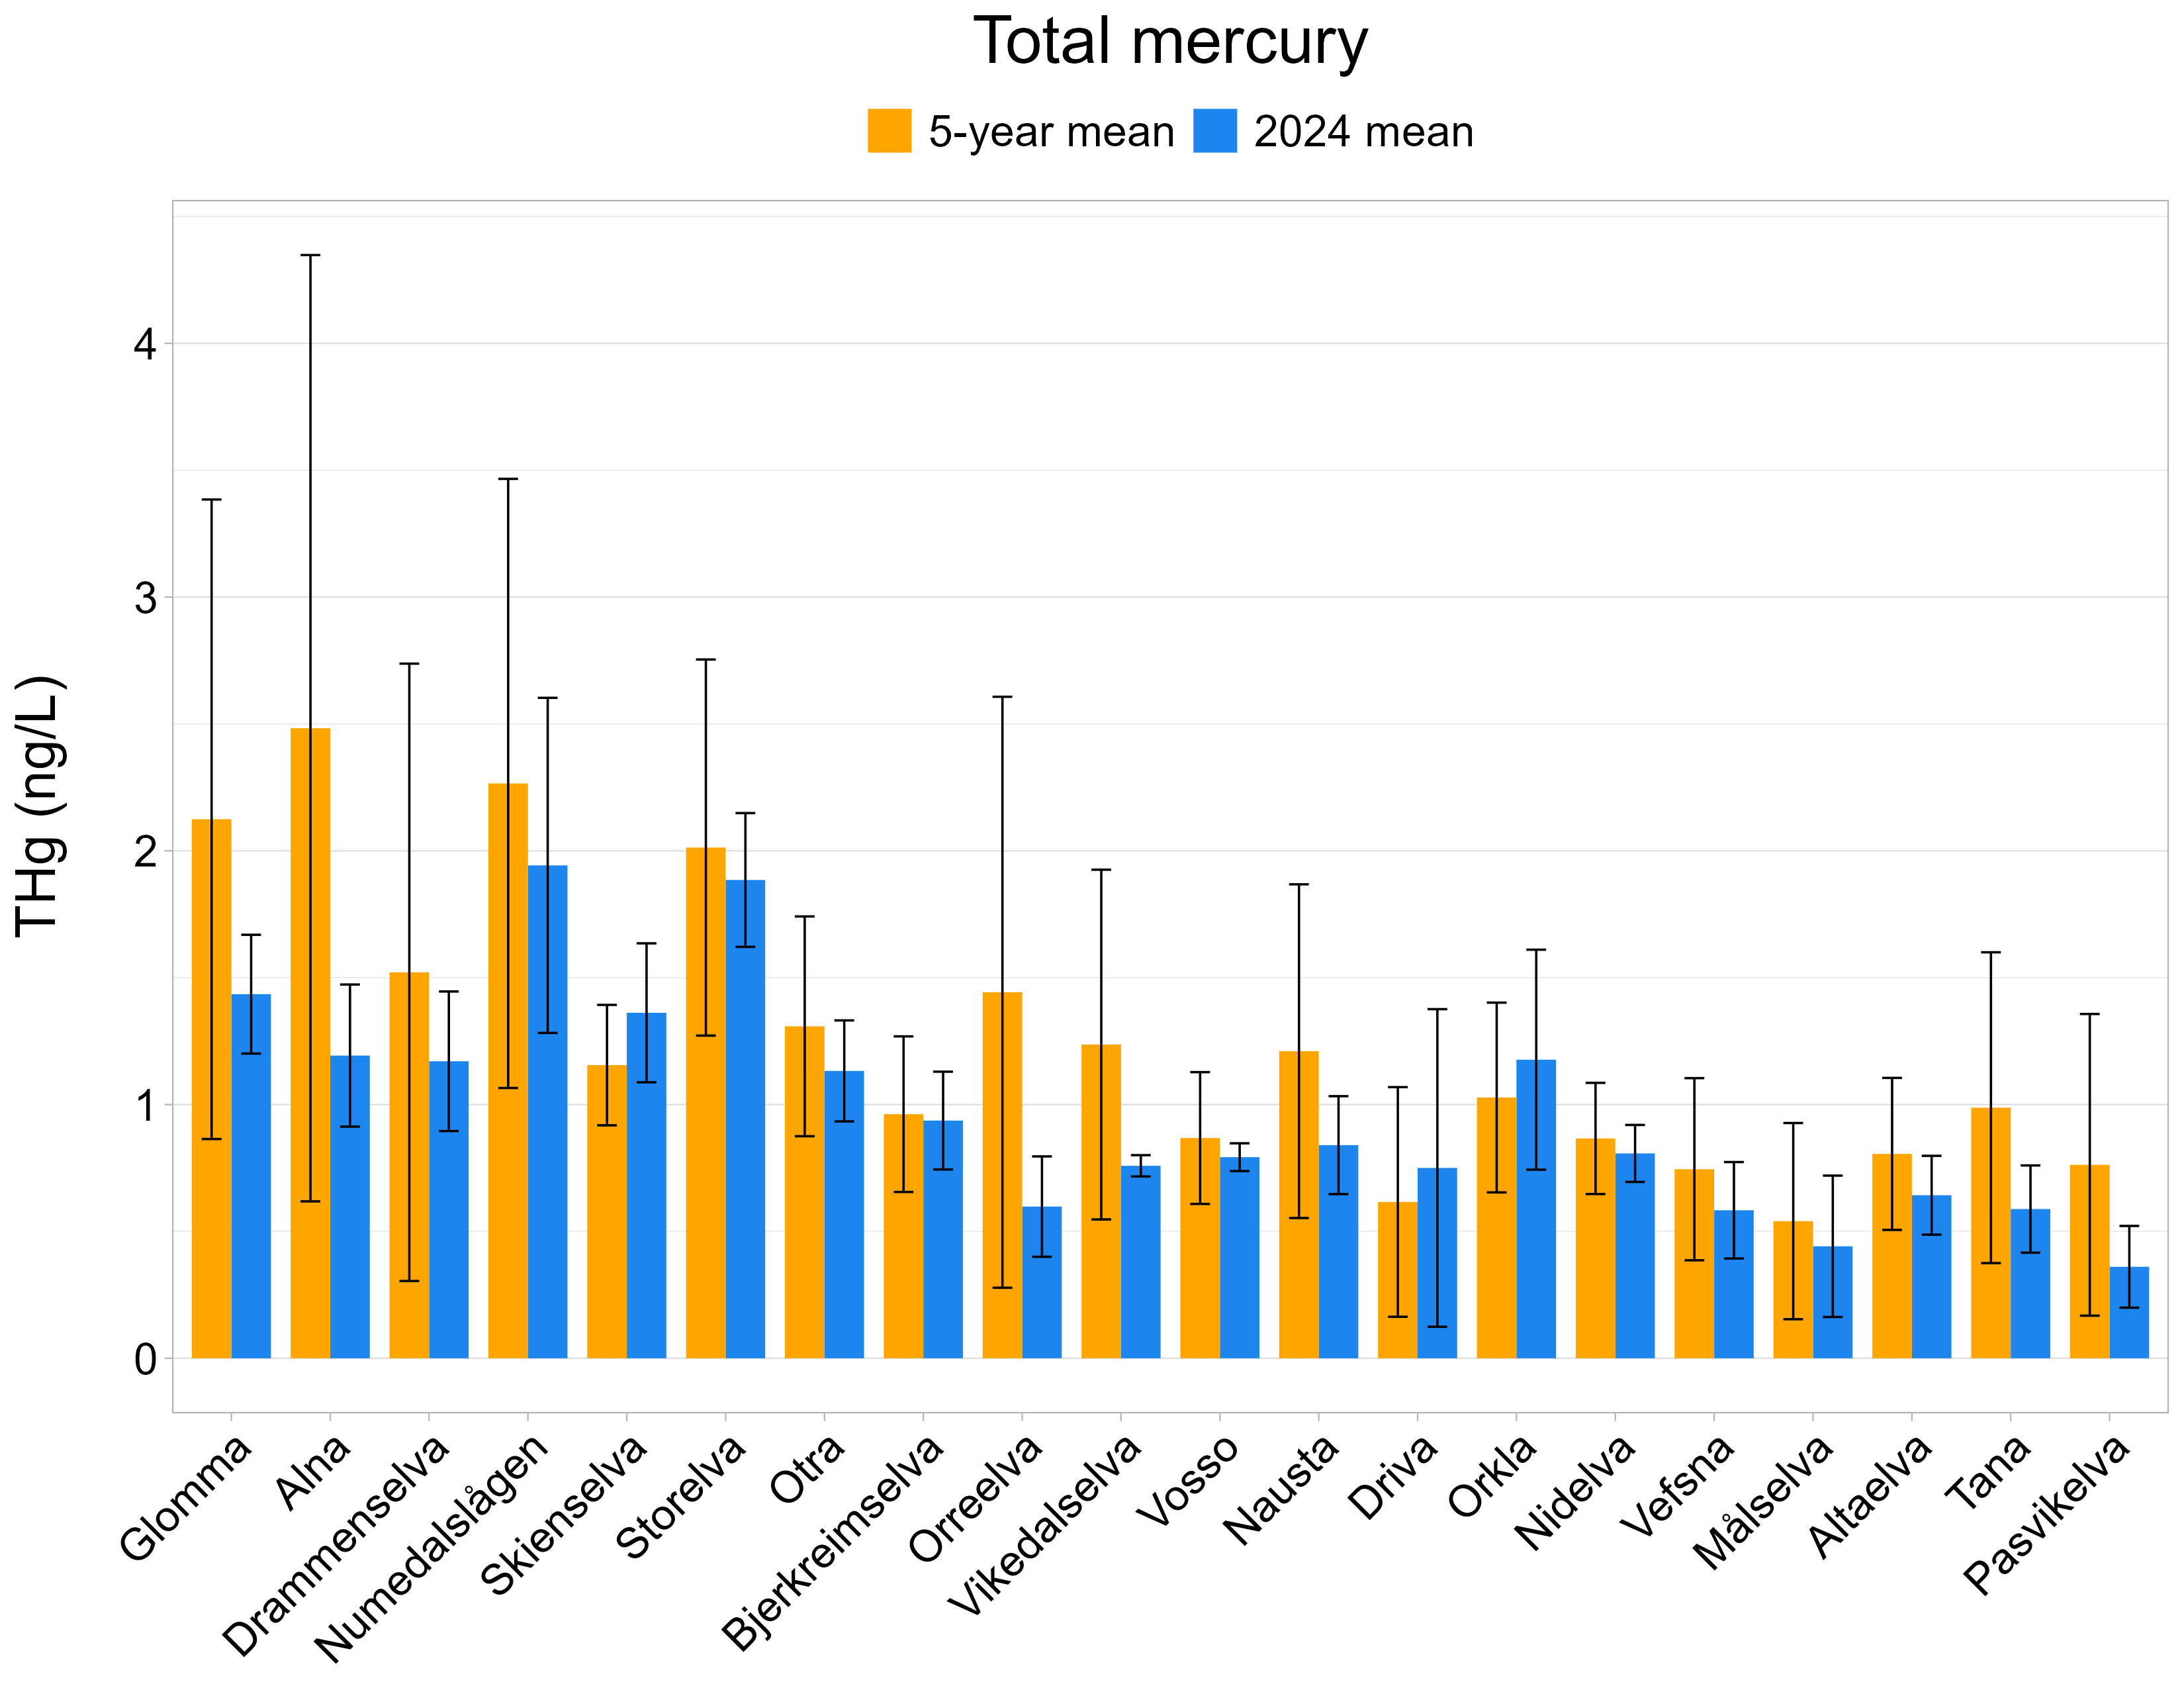 Total mercury
5-year mean 2024 mean
THg (ng/L)
4
3
2
1
0
Glomma
Alna
Drammenselva
Numedalslågen
Skienselva
Storelva
Otra
Bjerkreimselva
Orreelva
Vikedalselva
Vosso
Nausta
Driva
Orkla
Nidelva
Vefsna
Målselva
Altaelva
Tana
Pasvikelva